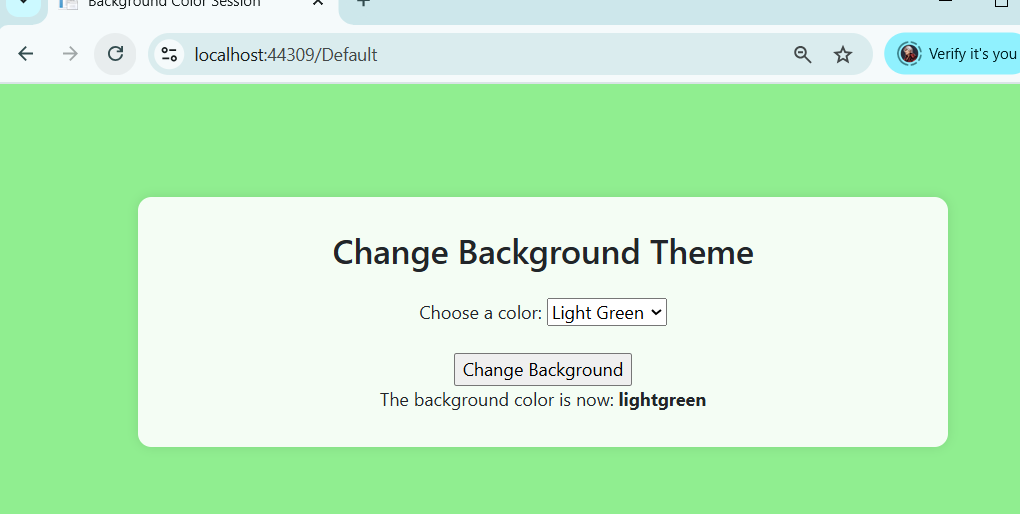 Background Color Session
localhost:44309/Default
Verify it's you
Change Background Theme
Choose a color: Light Green
Change Background
The background color is now: lightgreen